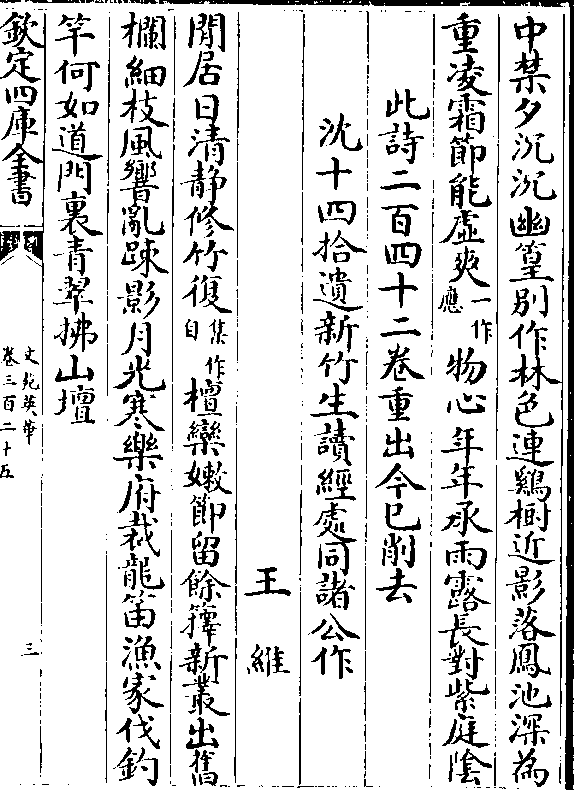 中禁夕沉沉幽篁別作林色連鷄樹近影落鳳池深為
重凌霜節能虛爽一作應物心年年承雨露長對紫庭陰
此詩二百四十二卷重出今已削去
沈十四拾遺新竹生讀經處同諸公作
王維
閒居日清静修竹復集作自檀欒嫩節留餘籜新叢出舊
欄細枝風響亂踈影月光寒樂府裁龍笛漁家伐釣
竿何如道門裏青翠拂山壇
欽定四庫全書
文苑英華
卷三百二十五
三